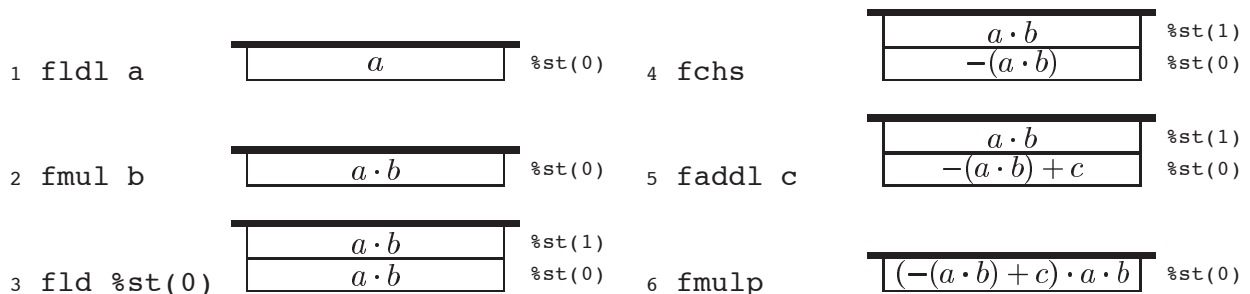 1 fldl a a %st(0)
2 fmul b a · b %st(0)
a · b %st(1)
3 fld %st(0) a · b %st(0)
a · b %st(1)
4 fchs −(a · b) %st(0)
a · b %st(1)
5 faddl c −(a · b) + c %st(0)
6 fmulp (−(a · b) + c) · a · b %st(0)